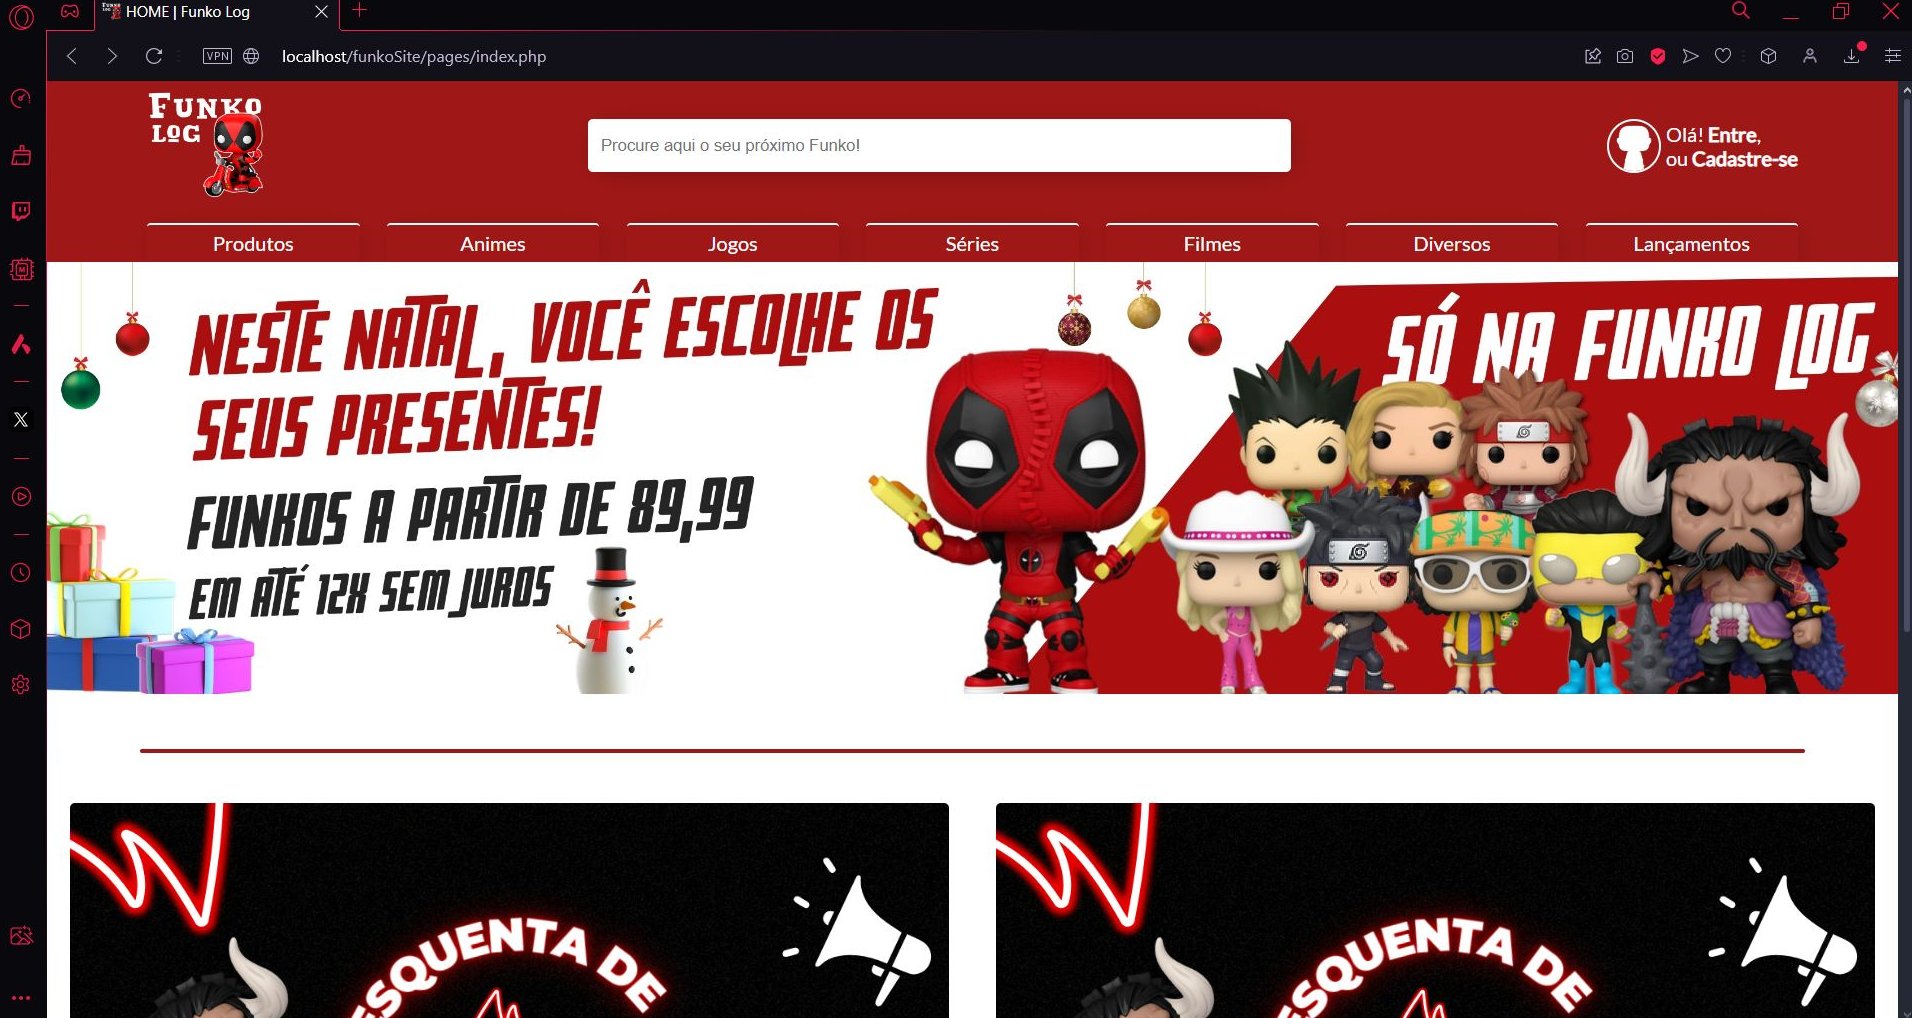 HOME | Funko Log
VPN
localhost/funkoSite/pages/index.php
FUNKO
LOG
Procure aqui o seu próximo Funko!
Olá! Entre,
ou Cadastre-se
Produtos
Animes
Jogos
Séries
Filmes
Diversos
Lançamentos
NESTE NATAL, VOCÊ ESCOLHE OS
SEUS PRESENTES!
FUNKOS A PARTIR DE 89,99
EM ATÉ 12X SEM JUROS
SÓ NA FUNKO LOG
ESQUENTA DE
ESQUENTA DE